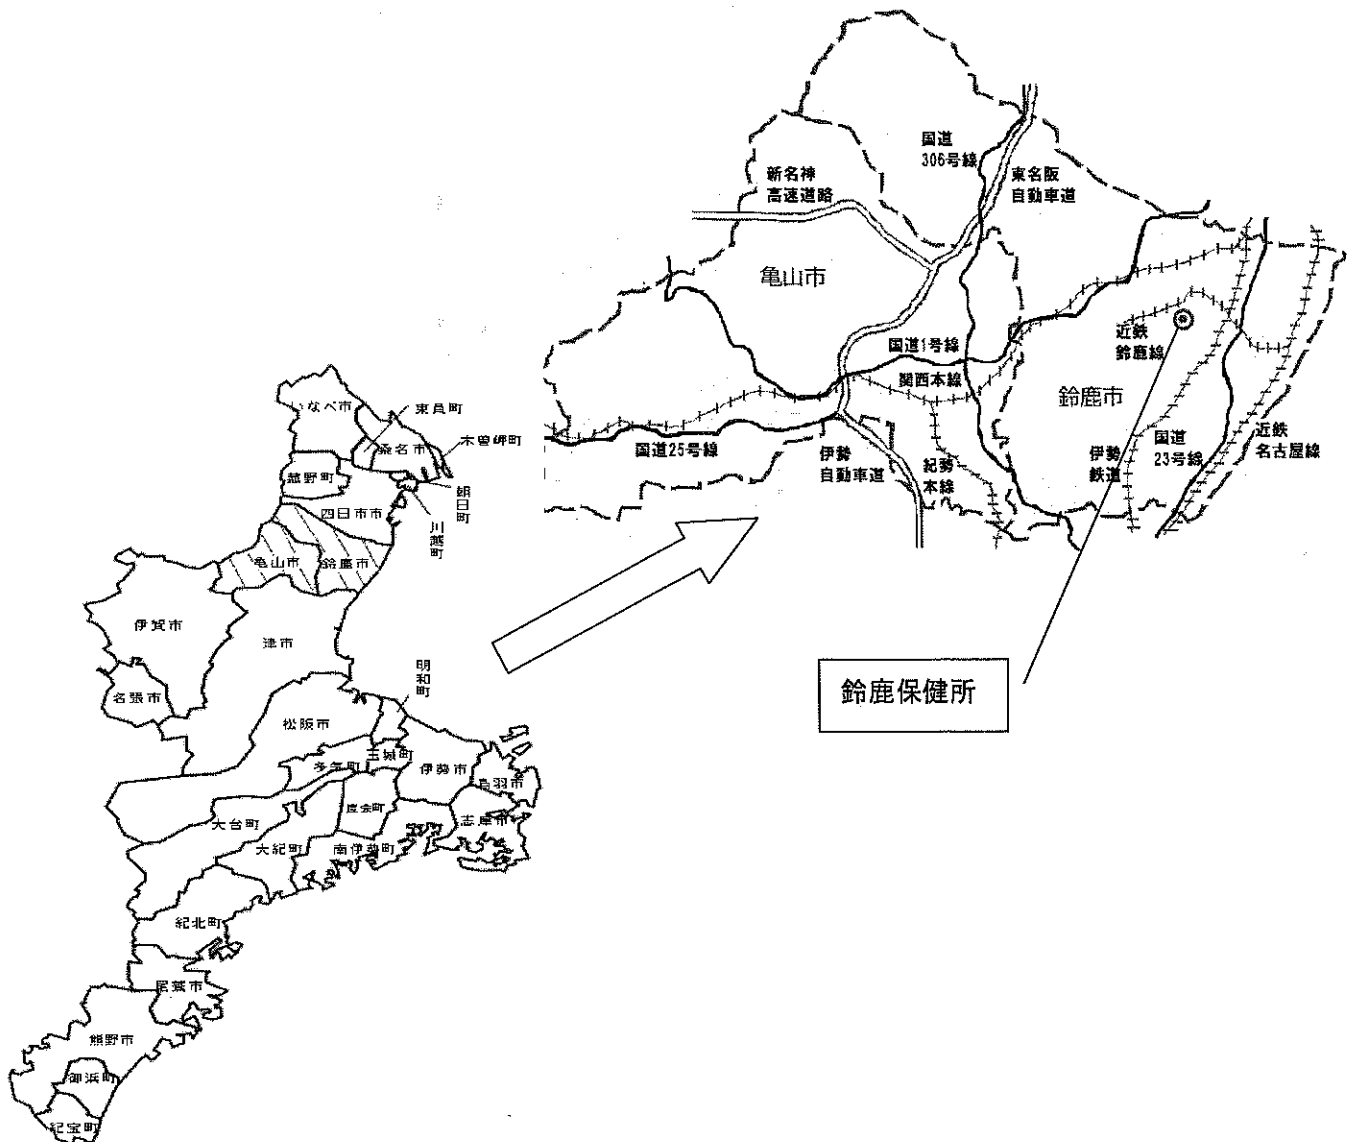 国道
306号線
新名神
高速道路
東名阪
自動車道
亀山市
国道1号線
関西本線
近鉄
鈴鹿線
鈴鹿市
国道25号線
伊勢
自動車道
紀勢
本線
伊勢
鉄道
国道
23号線
近鉄
名古屋線
鈴鹿保健所
なべ市
東員町
桑名市
木曽岬町
菰野町
朝日町
四日市市
川越町
亀山市
鈴鹿市
伊賀市
津市
名張市
明和町
松阪市
玉城町
多気町
伊勢市
鳥羽市
度会町
志摩市
大台町
大紀町
南伊勢町
紀北町
尾鷲市
熊野市
御浜町
紀宝町